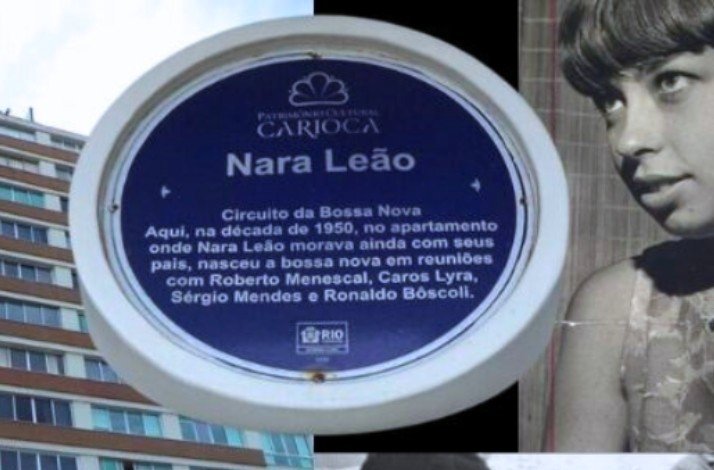 PATRIMÔNIO CULTURAL
CARIOCA
Nara Leão
Circuito da Bossa Nova
Aqui, na década de 1950, no apartamento
onde Nara Leão morava ainda com seus
pais, nasceu a bossa nova em reuniões
com Roberto Menescal, Caros Lyra,
Sérgio Mendes e Ronaldo Bôscoli.
RIO